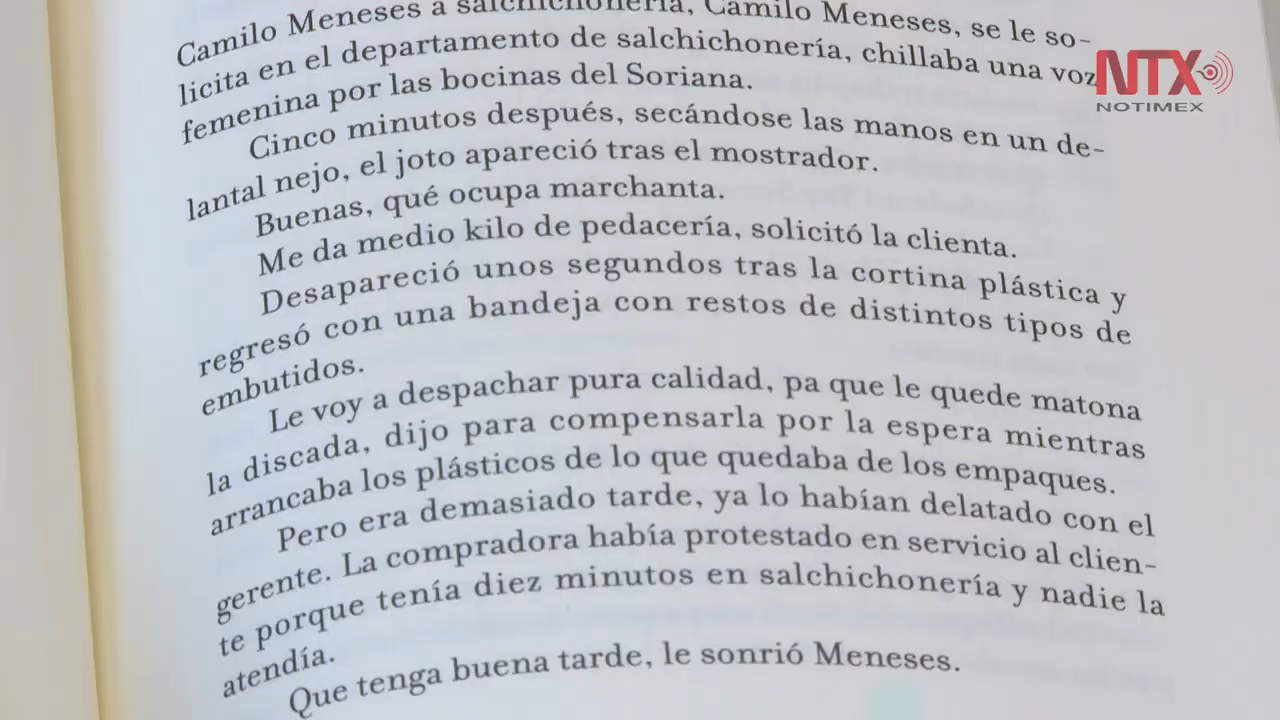 Camilo Meneses a salchichonería, Camilo Meneses, se le so-
licita en el departamento de salchichonería, chillaba una voz
femenina por las bocinas del Soriana.
Cinco minutos después, secándose las manos en un de-
lantal nejo, el joto apareció tras el mostrador.
Buenas, qué ocupa marchanta.
Me da medio kilo de pedacería, solicitó la clienta.
Desapareció unos segundos tras la cortina plástica y
regresó con una bandeja con restos de distintos tipos de
embutidos.
Le voy a despachar pura calidad, pa que le quede matona
la discada, dijo para compensarla por la espera mientras
arrancaba los plásticos de lo que quedaba de los empaques.
Pero era demasiado tarde, ya lo habían delatado con el
gerente. La compradora había protestado en servicio al clien-
te porque tenía diez minutos en salchichonería y nadie la
atendía.
Que tenga buena tarde, le sonrió Meneses.
NTX
NOTIMEX